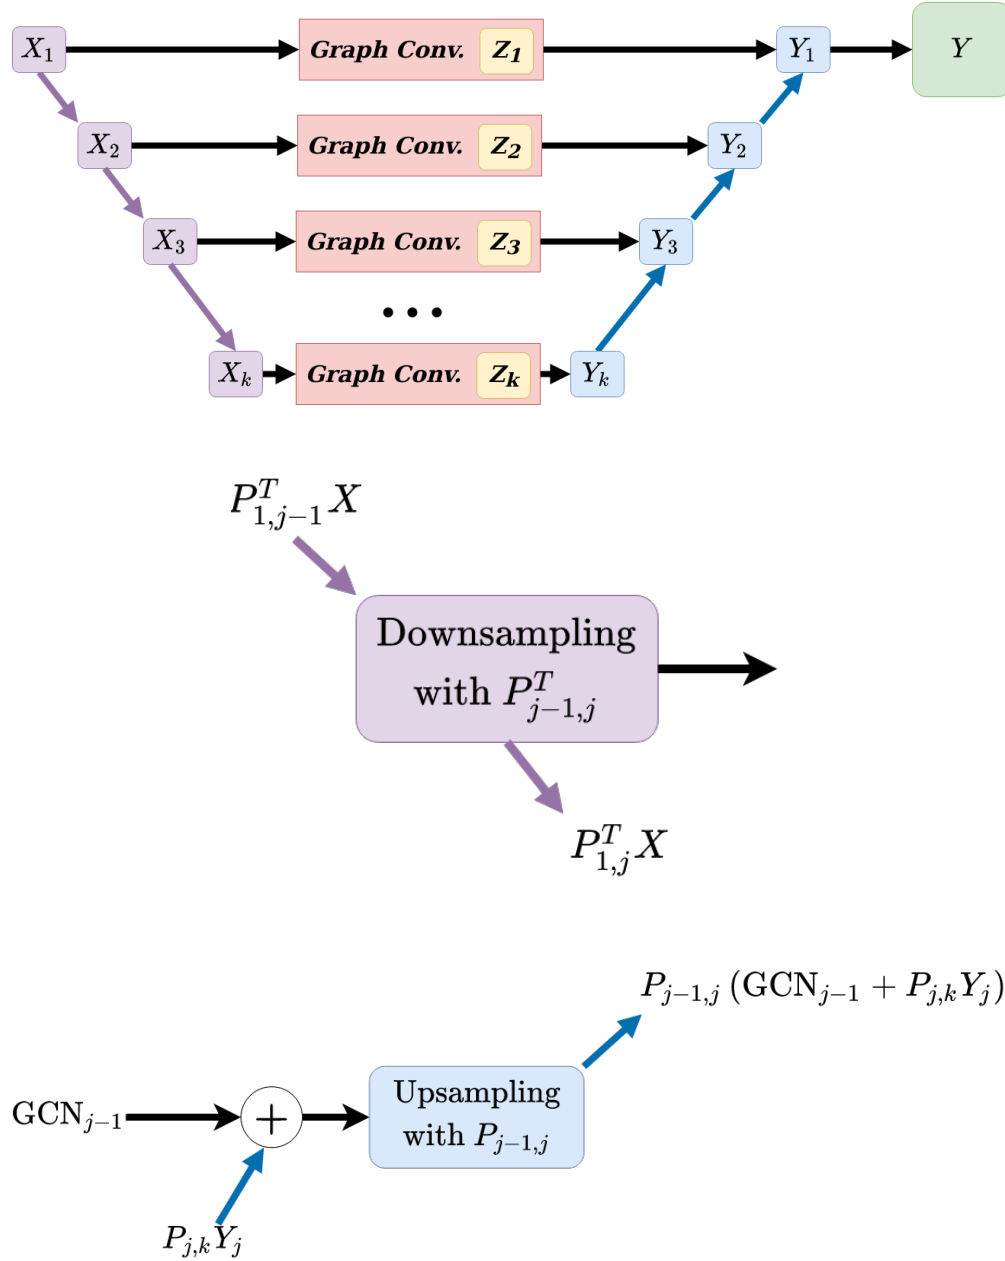 X₁ Graph Conv. Z₁ Y₁ Y
X₂ Graph Conv. Z₂ Y₂
X₃ Graph Conv. Z₃ Y₃
• • •
Xₖ Graph Conv. Zₖ Yₖ
P^T_{1,j−1}X
Downsampling
with P^T_{j−1,j}
P^T_{1,j}X
P_{j−1,j} (GCN_{j−1} + P_{j,k}Y_j)
Upsampling
GCN_{j−1} +
with P_{j−1,j}
P_{j,k}Y_j